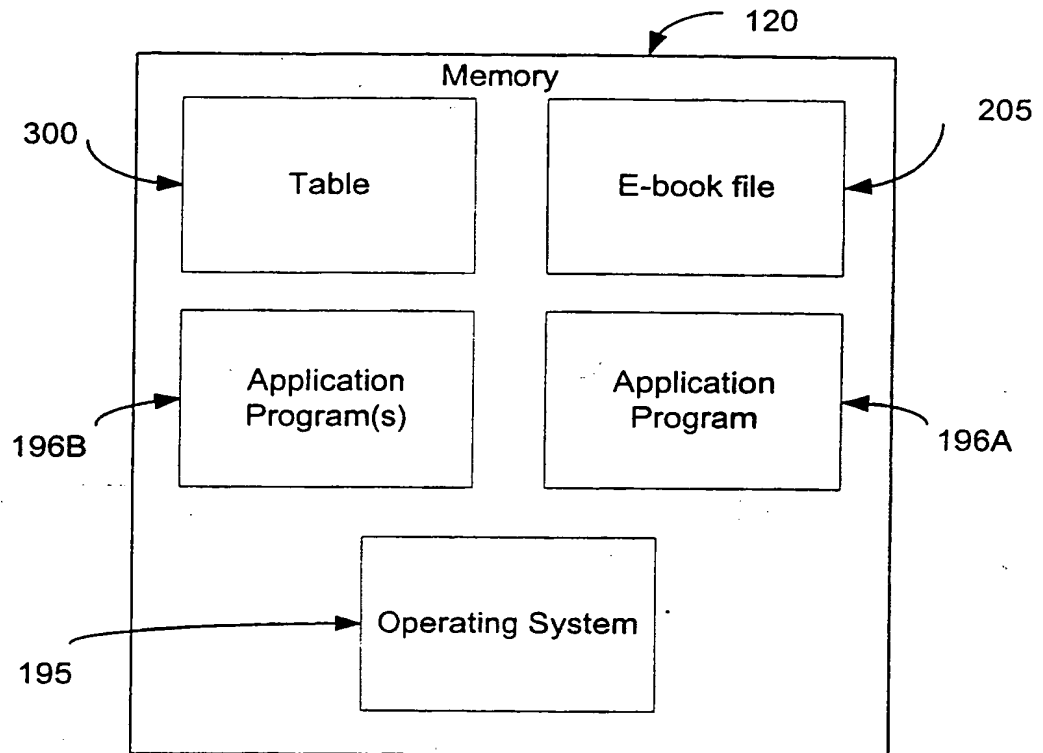 120
Memory
300
Table
E-book file
205
Application
Program(s)
Application
Program
196B
196A
Operating System
195